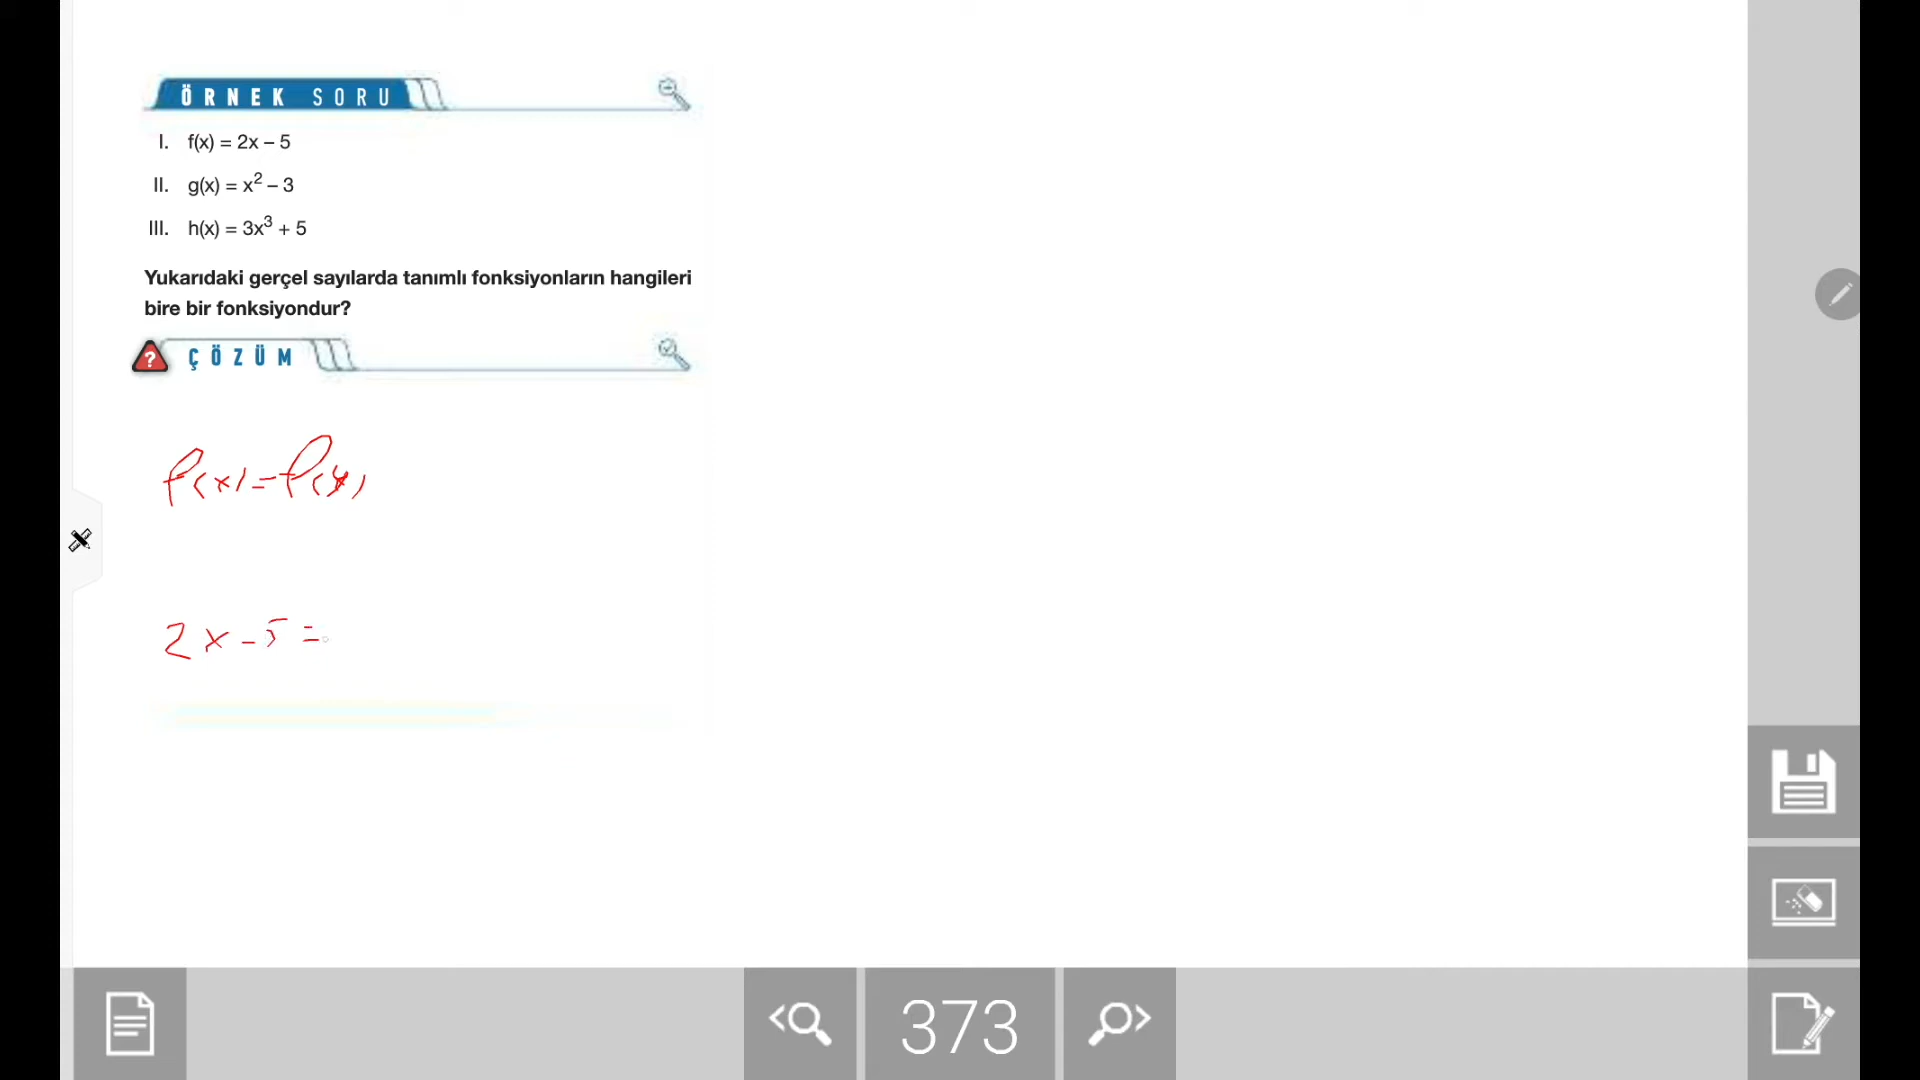 ÖRNEK SORU
I. f(x) = 2x – 5
II. g(x) = x² – 3
III. h(x) = 3x³ + 5
Yukarıdaki gerçel sayılarda tanımlı fonksiyonların hangileri
bire bir fonksiyondur?
? ÇÖZÜM
f(x) = f(y)
2x - 5 =
373